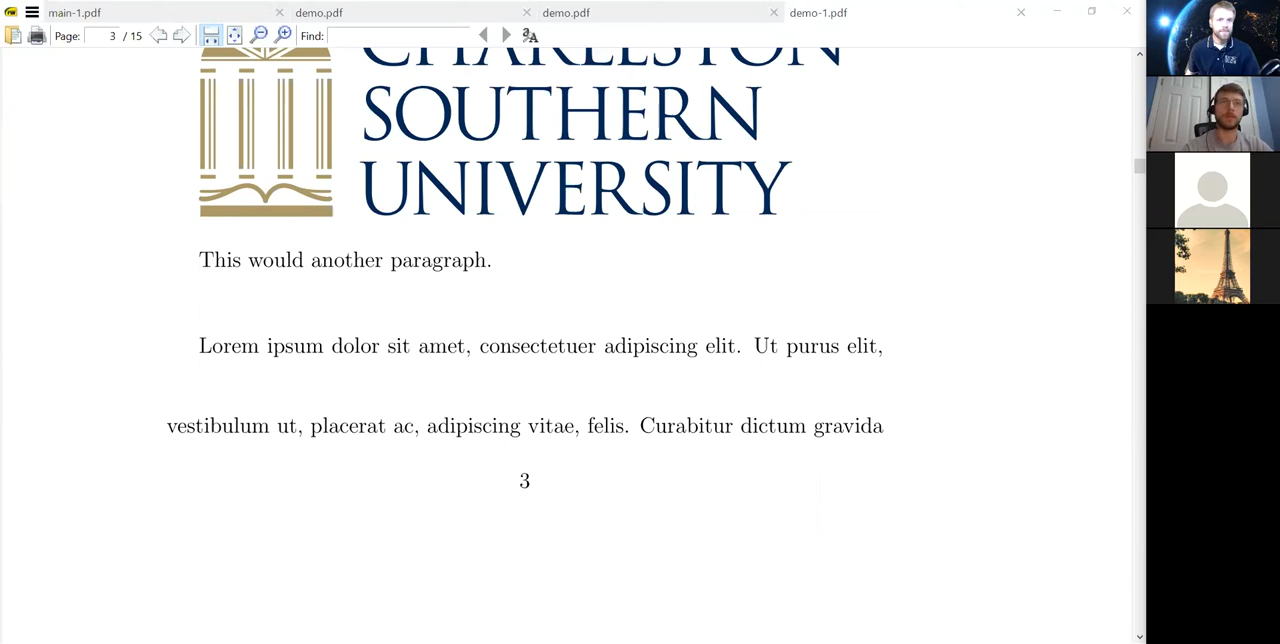 main-1.pdf
demo.pdf
demo.pdf
demo-1.pdf
Page: 3 / 15
Find:
CHARLESTON
SOUTHERN
UNIVERSITY
This would another paragraph.
Lorem ipsum dolor sit amet, consectetuer adipiscing elit. Ut purus elit,
vestibulum ut, placerat ac, adipiscing vitae, felis. Curabitur dictum gravida
3